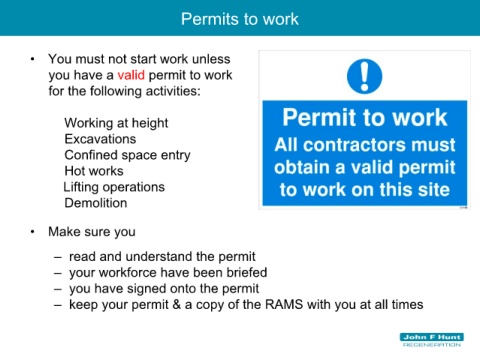 Permits to work
• You must not start work unless
you have a valid permit to work
for the following activities:
Working at height
Excavations
Confined space entry
Hot works
Lifting operations
Demolition
!
Permit to work
All contractors must
obtain a valid permit
to work on this site
• Make sure you
– read and understand the permit
– your workforce have been briefed
– you have signed onto the permit
– keep your permit & a copy of the RAMS with you at all times
John F Hunt
REGENERATION